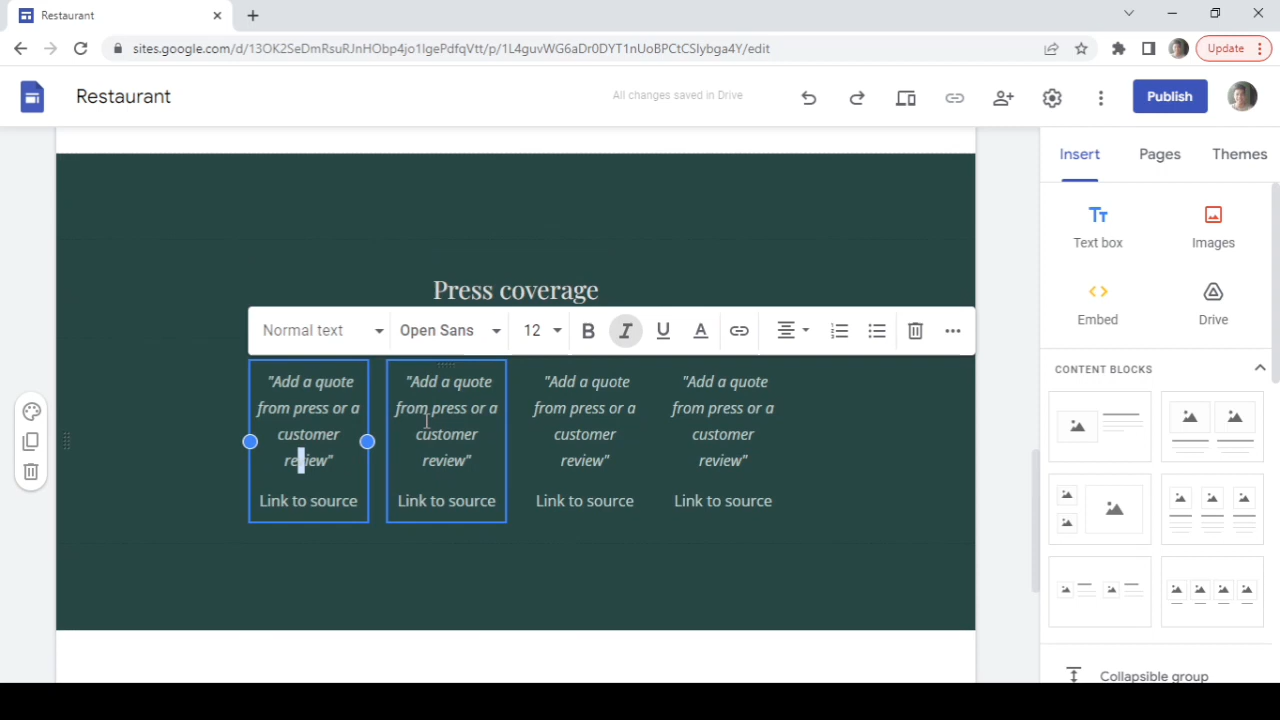 Restaurant
sites.google.com/d/13OK2SeDmRsuRJnHObp4jo1lgePdfqVtt/p/1L4guvWG6aDr0DYT1nUoBPCtCSlybga4Y/edit
Update
Restaurant
All changes saved in Drive
Publish
Insert Pages Themes
Text box Images
Embed Drive
CONTENT BLOCKS
Collapsible group
Press coverage
Normal text Open Sans 12 B I U A
"Add a quote
from press or a
customer
review"
Link to source
"Add a quote
from press or a
customer
review"
Link to source
"Add a quote
from press or a
customer
review"
Link to source
"Add a quote
from press or a
customer
review"
Link to source